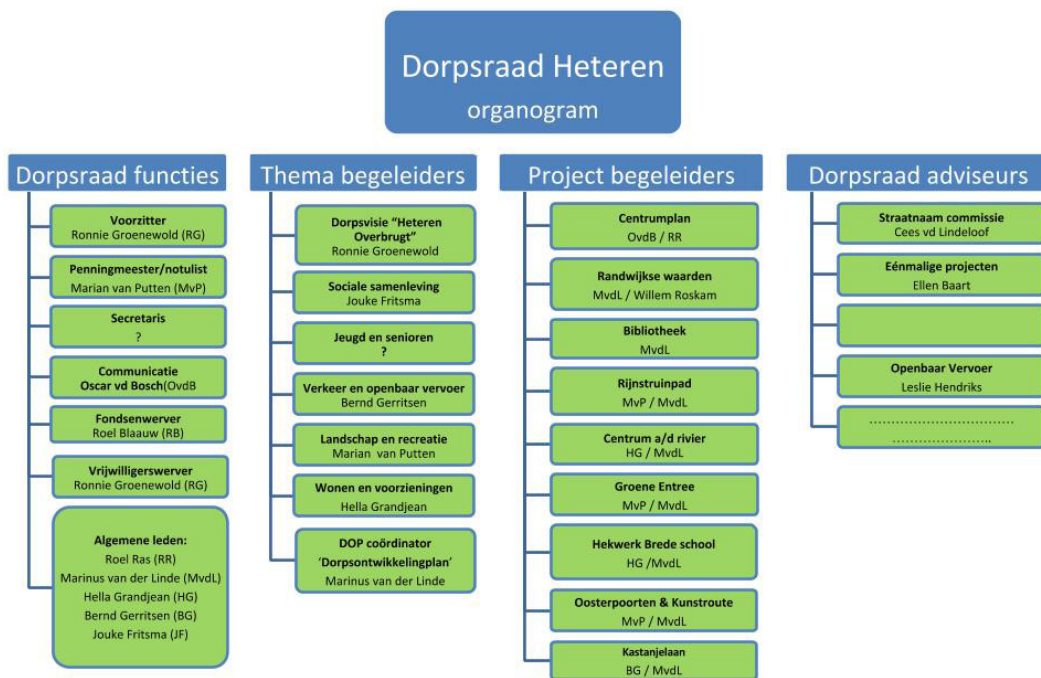 Dorpsraad Heteren
organogram
Dorpsraad functies
Voorzitter
Ronnie Groenewold (RG)
Penningmeester/notulist
Marian van Putten (MvP)
Secretaris
?
Communicatie
Oscar vd Bosch(OvdB
Fondsenwerver
Roel Blaauw (RB)
Vrijwilligerswerver
Ronnie Groenewold (RG)
Algemene leden:
Roel Ras (RR)
Marinus van der Linde (MvdL)
Hella Grandjean (HG)
Bernd Gerritsen (BG)
Jouke Fritsma (JF)
Thema begeleiders
Dorpsvisie “Heteren
Overbrugt”
Ronnie Groenewold
Sociale samenleving
Jouke Fritsma
Jeugd en senioren
?
Verkeer en openbaar vervoer
Bernd Gerritsen
Landschap en recreatie
Marian van Putten
Wonen en voorzieningen
Hella Grandjean
DOP coördinator
‘Dorpsontwikkelingplan’
Marinus van der Linde
Project begeleiders
Centrumplan
OvdB / RR
Randwijkse waarden
MvdL / Willem Roskam
Bibliotheek
MvdL
Rijnstruinpad
MvP / MvdL
Centrum a/d rivier
HG / MvdL
Groene Entree
MvP / MvdL
Hekwerk Brede school
HG /MvdL
Oosterpoorten & Kunstroute
MvP / MvdL
Kastanjelaan
BG / MvdL
Dorpsraad adviseurs
Straatnaam commissie
Cees vd Lindeloof
Eénmalige projecten
Ellen Baart
Openbaar Vervoer
Leslie Hendriks
……………………………
…………………..